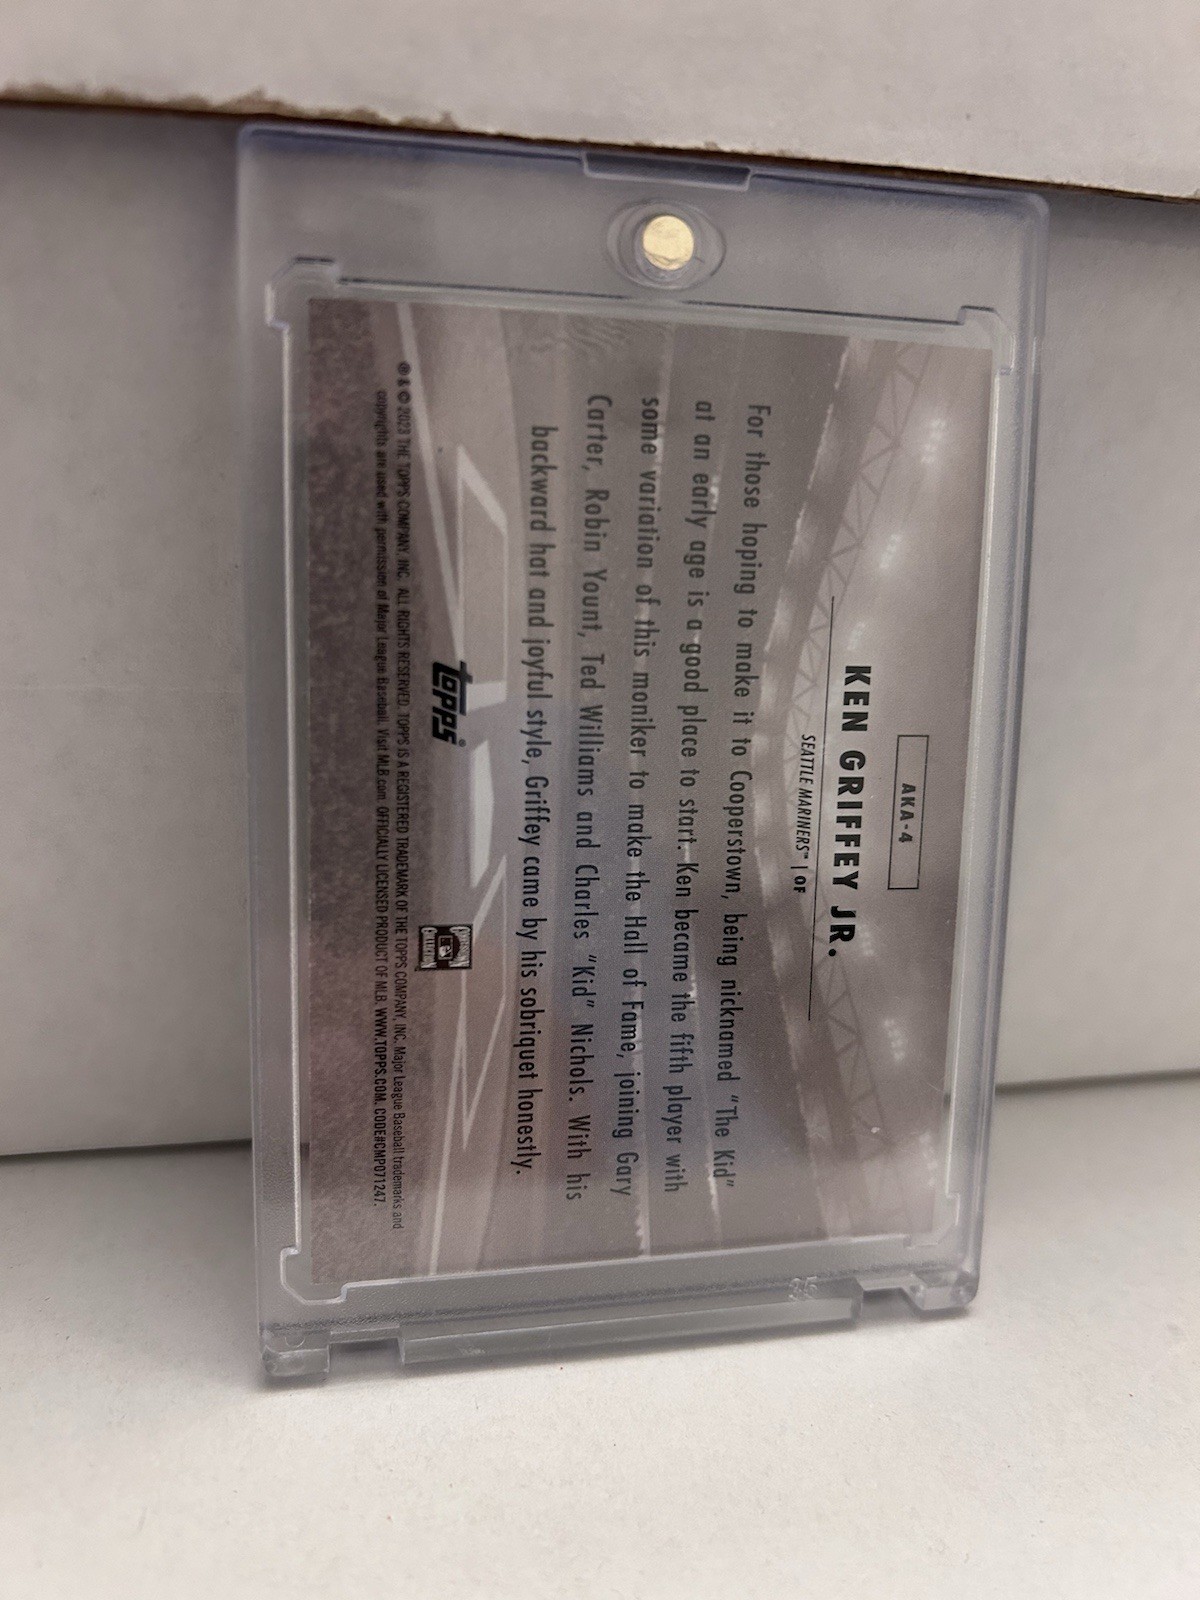 AKA-4
KEN GRIFFEY JR.
SEATTLE MARINERS™ | OF
For those hoping to make it to Cooperstown, being nicknamed "The Kid"
at an early age is a good place to start. Ken became the fifth player with
some variation of this moniker to make the Hall of Fame, joining Gary
Carter, Robin Yount, Ted Williams and Charles "Kid" Nichols. With his
backward hat and joyful style, Griffey came by his sobriquet honestly.
topps®
COOPERSTOWN
COLLECTION
® & © 2023 THE TOPPS COMPANY, INC. ALL RIGHTS RESERVED. TOPPS IS A REGISTERED TRADEMARK OF THE TOPPS COMPANY, INC. Major League Baseball trademarks and
copyrights are used with permission of Major League Baseball. Visit MLB.com. OFFICIALLY LICENSED PRODUCT OF MLB. WWW.TOPPS.COM. CODE#CMP071247.
35